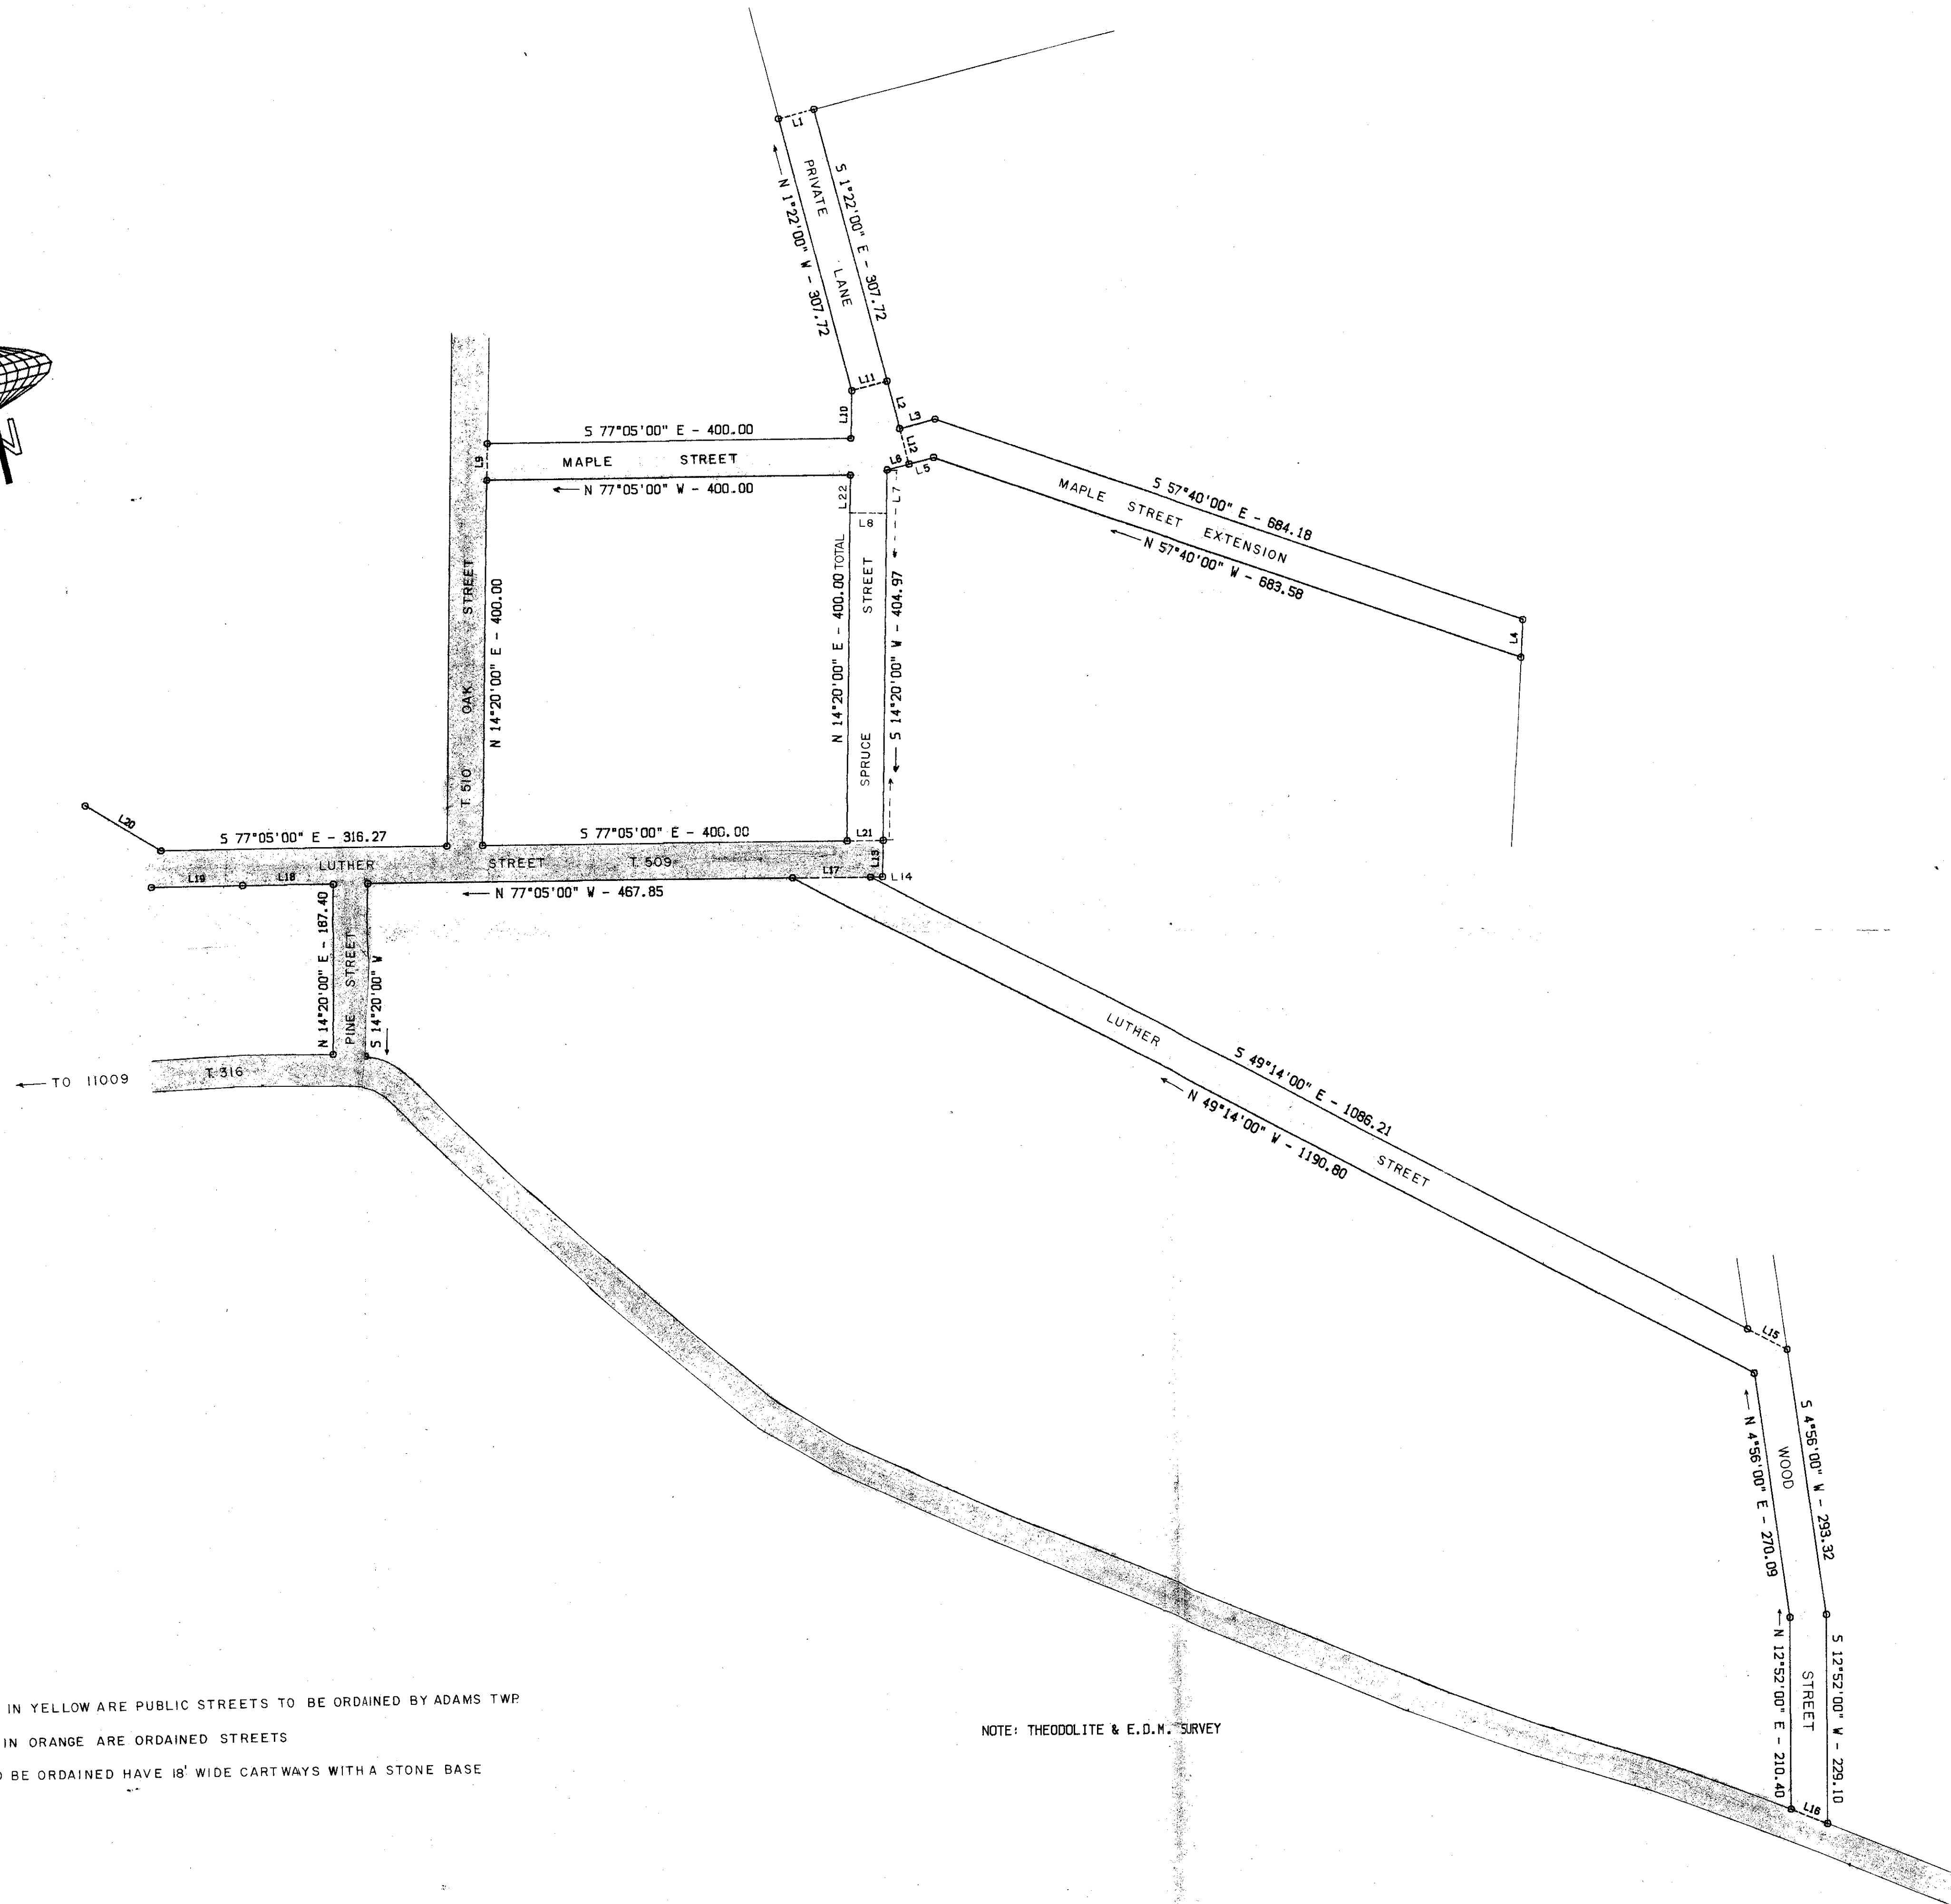 L1
PRIVATE LANE
S 1°22'00" E - 307.72
N 1°22'00" W - 307.72
L11
L2
L3
L10
L12
L6
L5
S 77°05'00" E - 400.00
MAPLE STREET
L9
N 77°05'00" W - 400.00
L22
L7
L8
S 57°40'00" E - 684.18
MAPLE STREET EXTENSION
N 57°40'00" W - 683.58
L4
T. 510 OAK STREET
N 14°20'00" E - 400.00
N 14°20'00" E - 400.00 TOTAL
SPRUCE STREET
S 14°20'00" W - 404.97
L20
S 77°05'00" E - 316.27
S 77°05'00" E - 400.00
L21
LUTHER STREET T. 509
L13
L19
L18
L17
L14
N 77°05'00" W - 467.85
N 14°20'00" E - 187.40
PINE STREET
S 14°20'00" W
TO 11009
T. 316
LUTHER STREET
S 49°14'00" E - 1086.21
N 49°14'00" W - 1190.80
L15
S 4°56'00" W - 293.32
WOOD STREET
N 4°56'00" E - 270.09
N 12°52'00" E - 210.40
S 12°52'00" W - 229.10
L16
IN YELLOW ARE PUBLIC STREETS TO BE ORDAINED BY ADAMS TWP.
IN ORANGE ARE ORDAINED STREETS
BE ORDAINED HAVE 18' WIDE CARTWAYS WITH A STONE BASE
NOTE: THEODOLITE & E.D.M. SURVEY
N